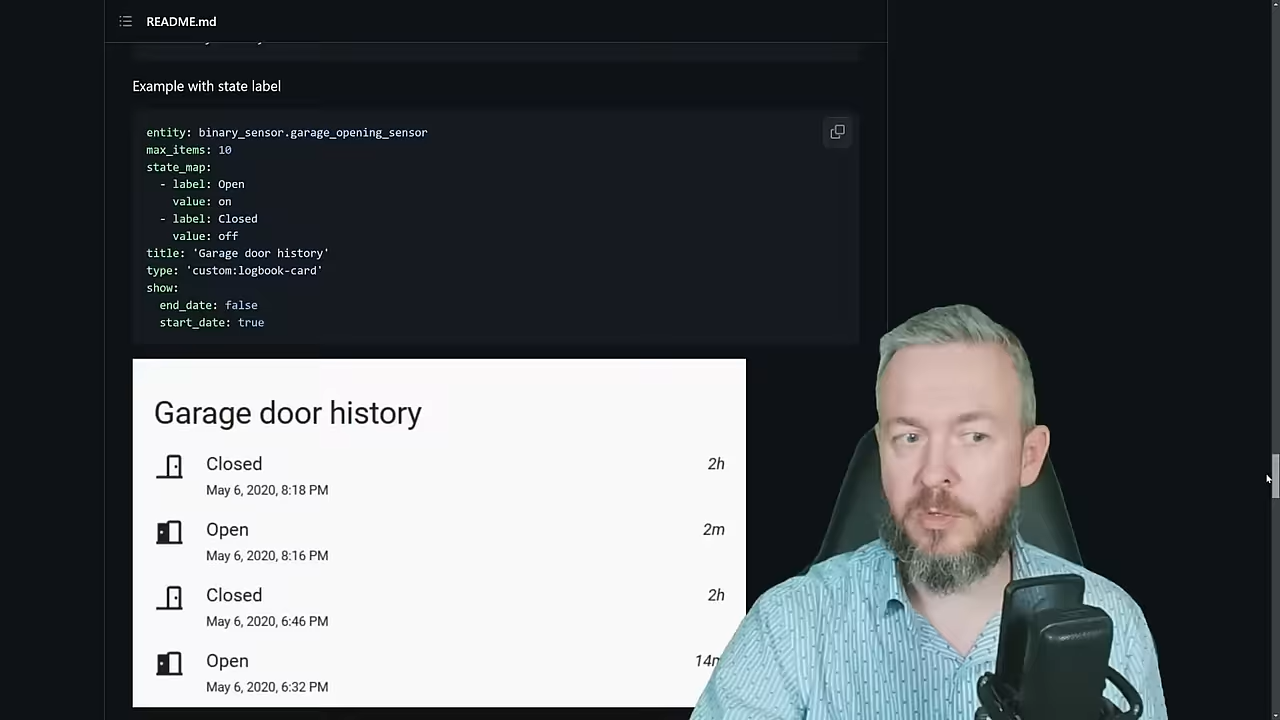 README.md
Example with state label
entity: binary_sensor.garage_opening_sensor
max_items: 10
state_map:
- label: Open
value: on
- label: Closed
value: off
title: 'Garage door history'
type: 'custom:logbook-card'
show:
end_date: false
start_date: true
Garage door history
Closed 2h
May 6, 2020, 8:18 PM
Open 2m
May 6, 2020, 8:16 PM
Closed 2h
May 6, 2020, 6:46 PM
Open
May 6, 2020, 6:32 PM